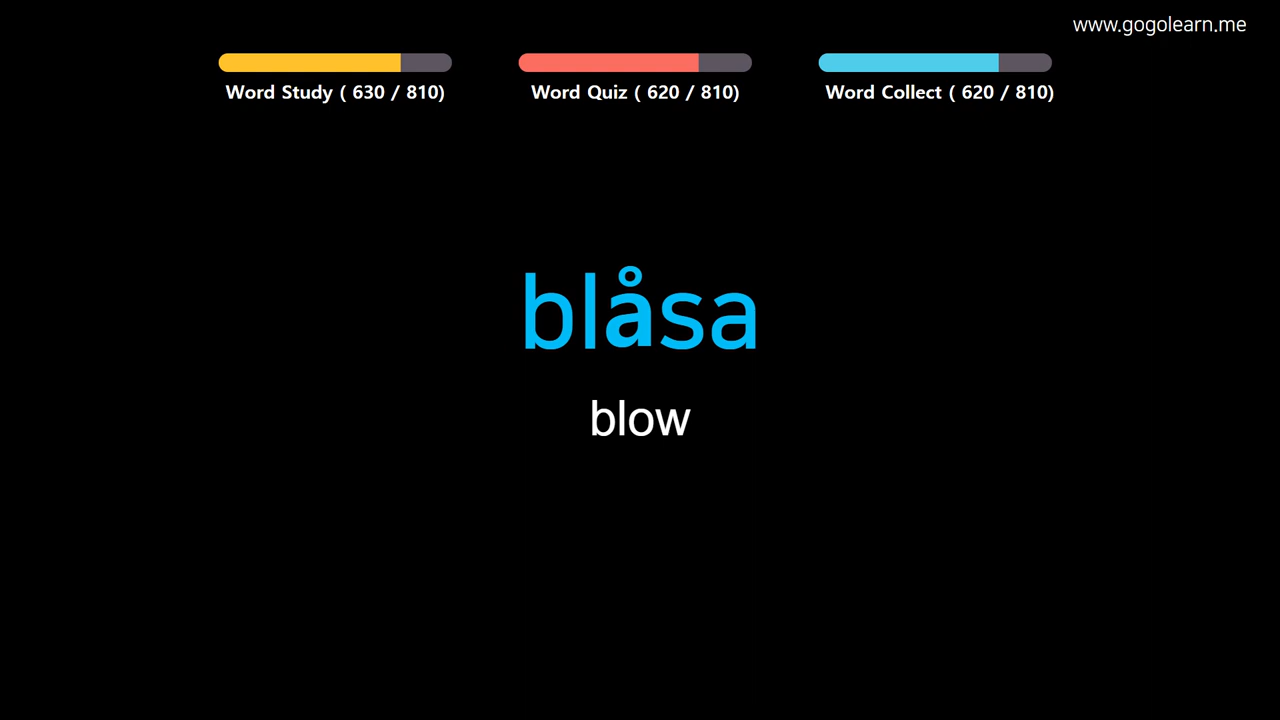 www.gogolearn.me
Word Study ( 630 / 810)
Word Quiz ( 620 / 810)
Word Collect ( 620 / 810)
blåsa
blow